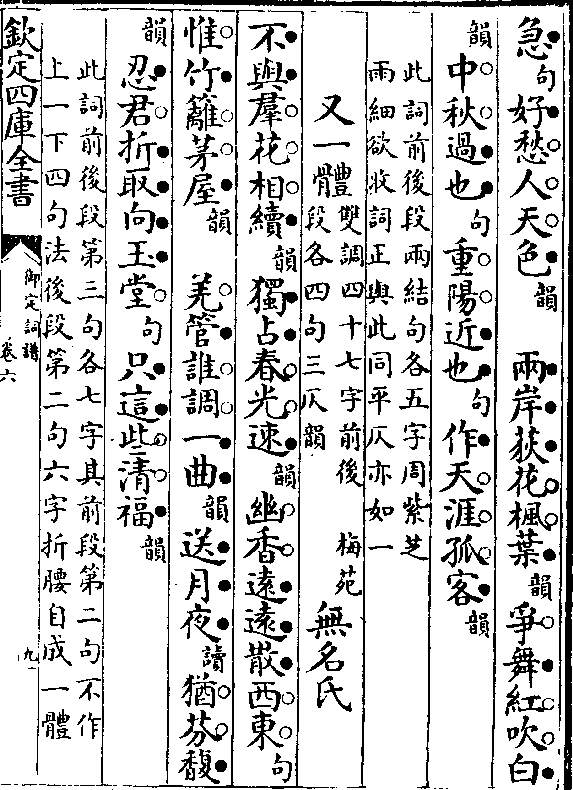 急句好愁人天色韻 兩岸荻花楓葉韻爭舞紅吹白
韻中秋過也句重陽近也句作天涯孤客韻
此詞前後段兩結句各五字周紫芝
雨細欲收詞正與此同平仄亦如一
又一體雙調四十七字前後段各四句三仄韻 梅苑無名氏
不與羣花相續韻獨占春光速韻幽香遠遠散西東句
惟竹籬茅屋韻 羌管誰調一曲韻送月夜讀猶芬馥
韻忍君折取向玉堂句只這些清福韻
此詞前後段第三句各七字其前段第二句不作
上一下四句法後段第二句六字折腰自成一體
欽定四庫全書
御定詞譜
卷六
九